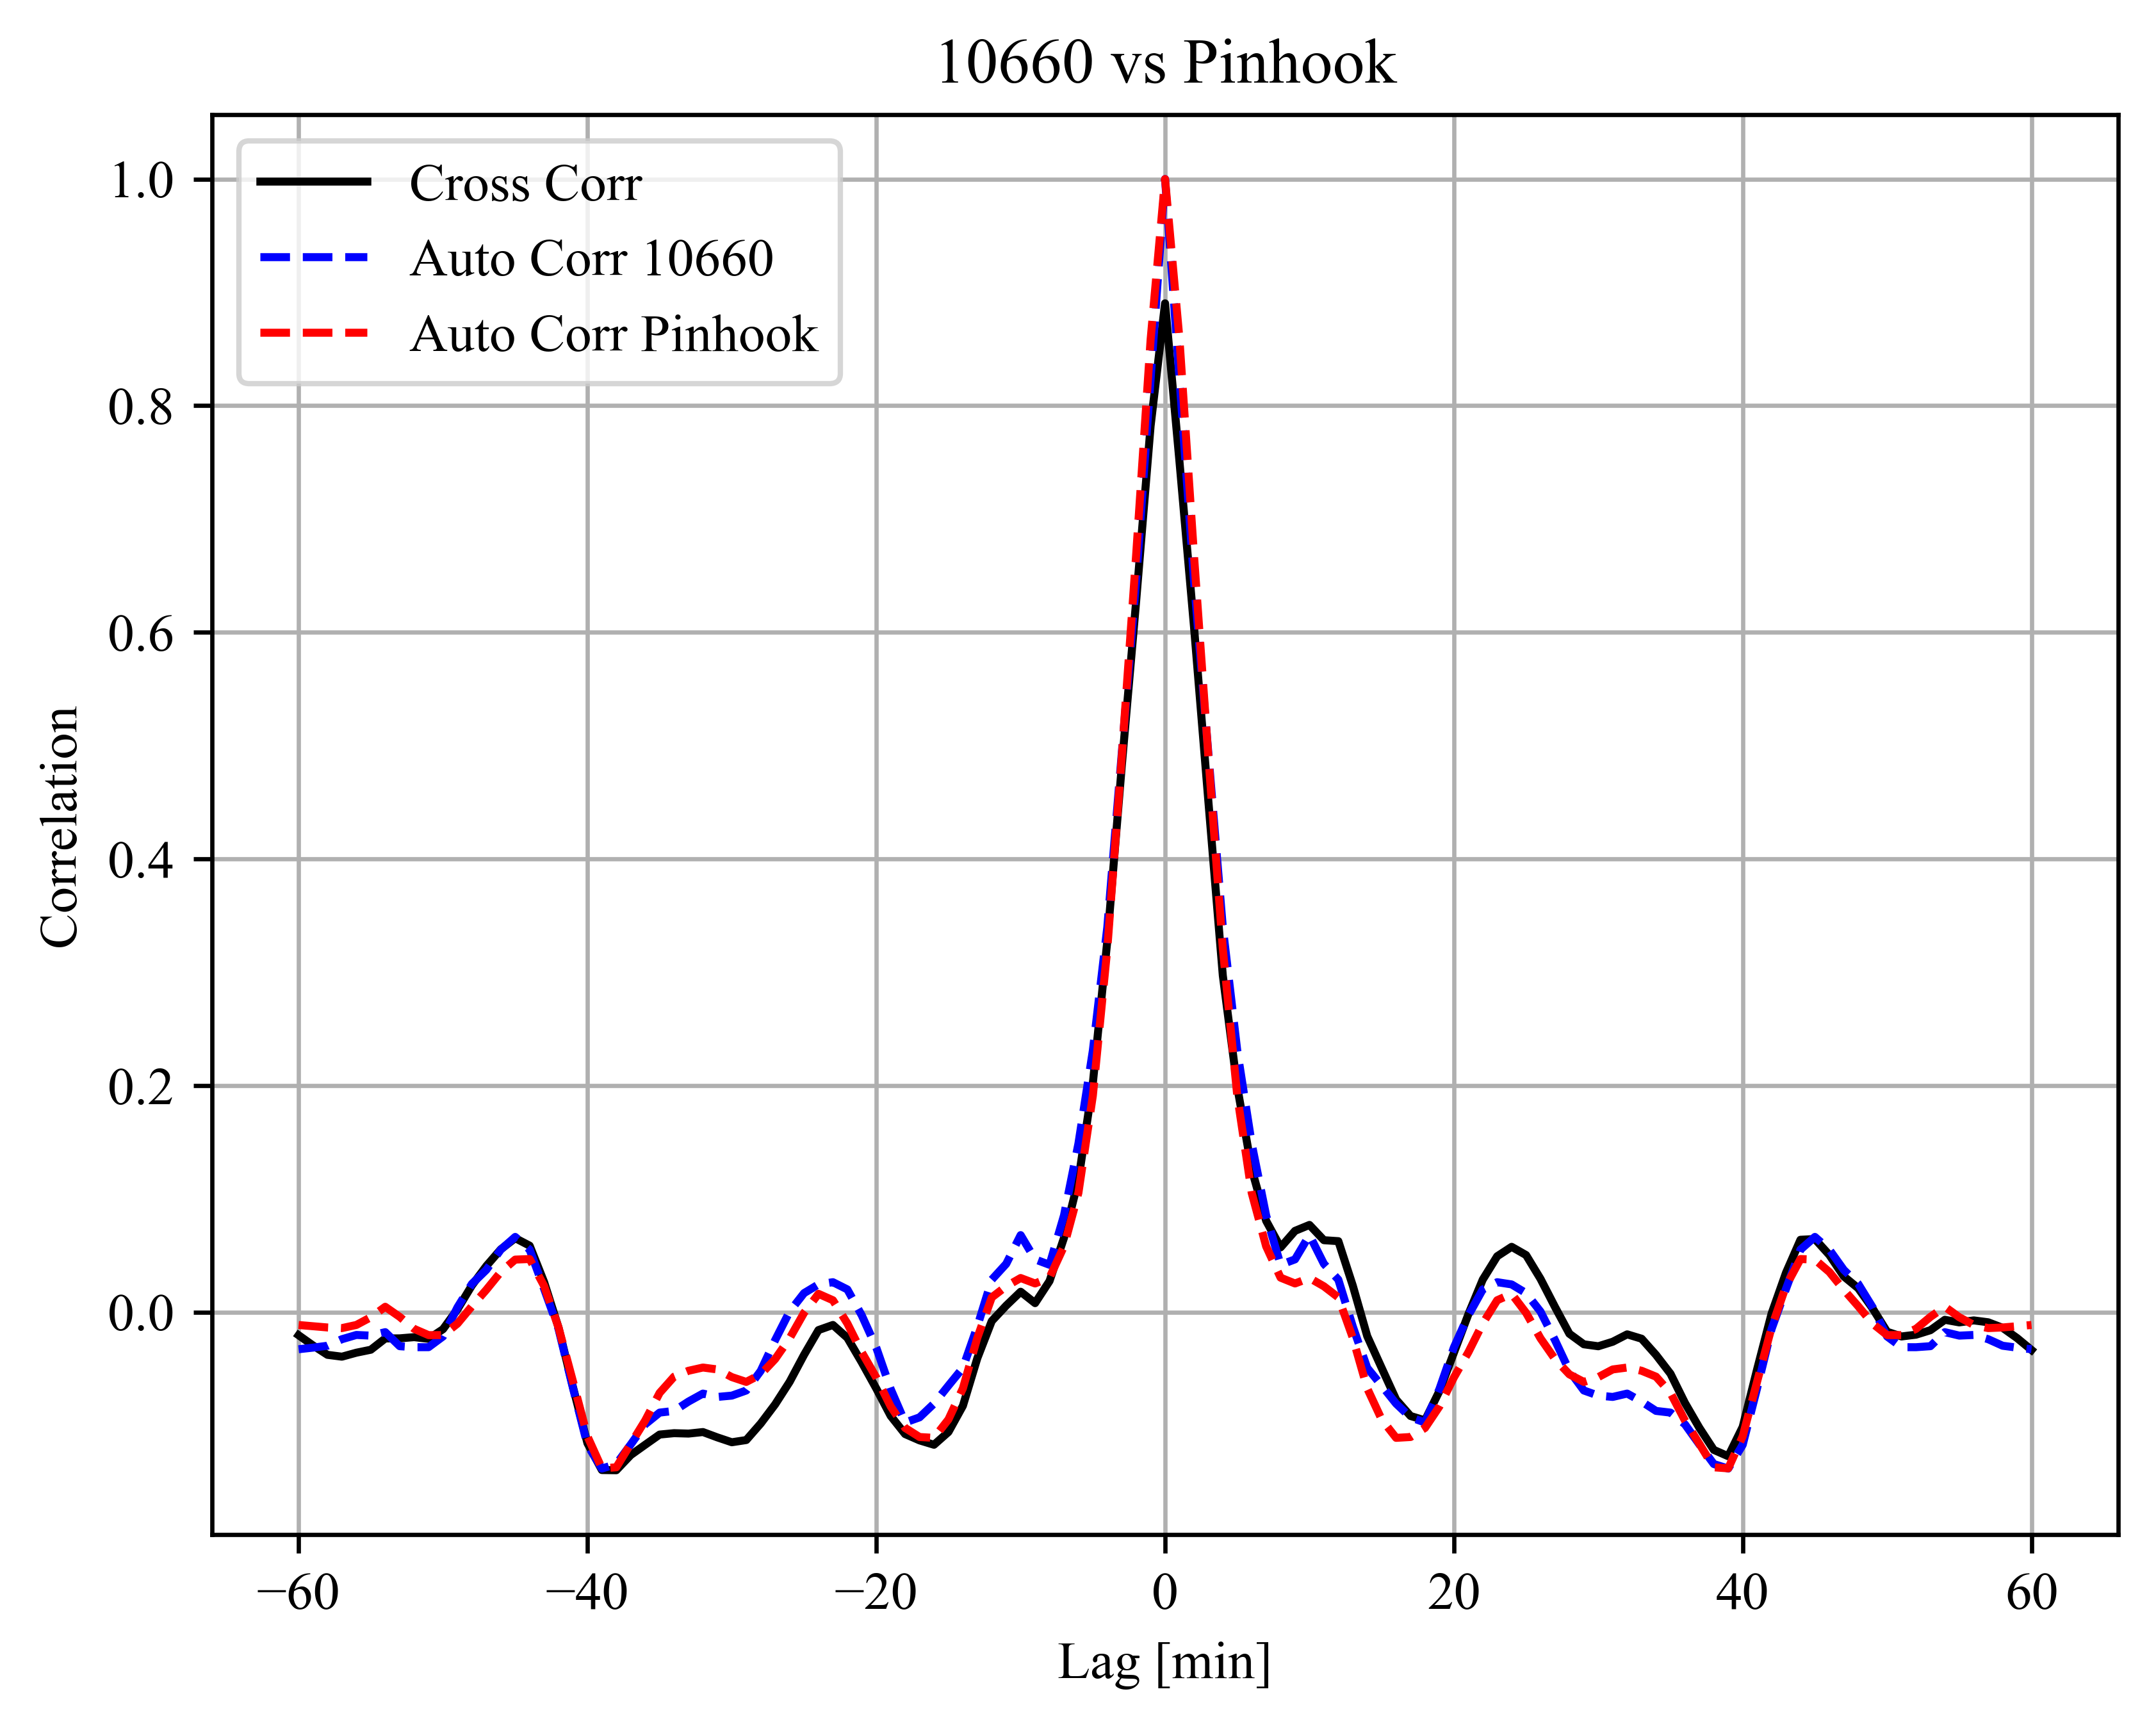 10660 vs Pinhook
Cross Corr
Auto Corr 10660
Auto Corr Pinhook
1.0
0.8
0.6
0.4
0.2
0.0
Correlation
−60
−40
−20
0
20
40
60
Lag [min]